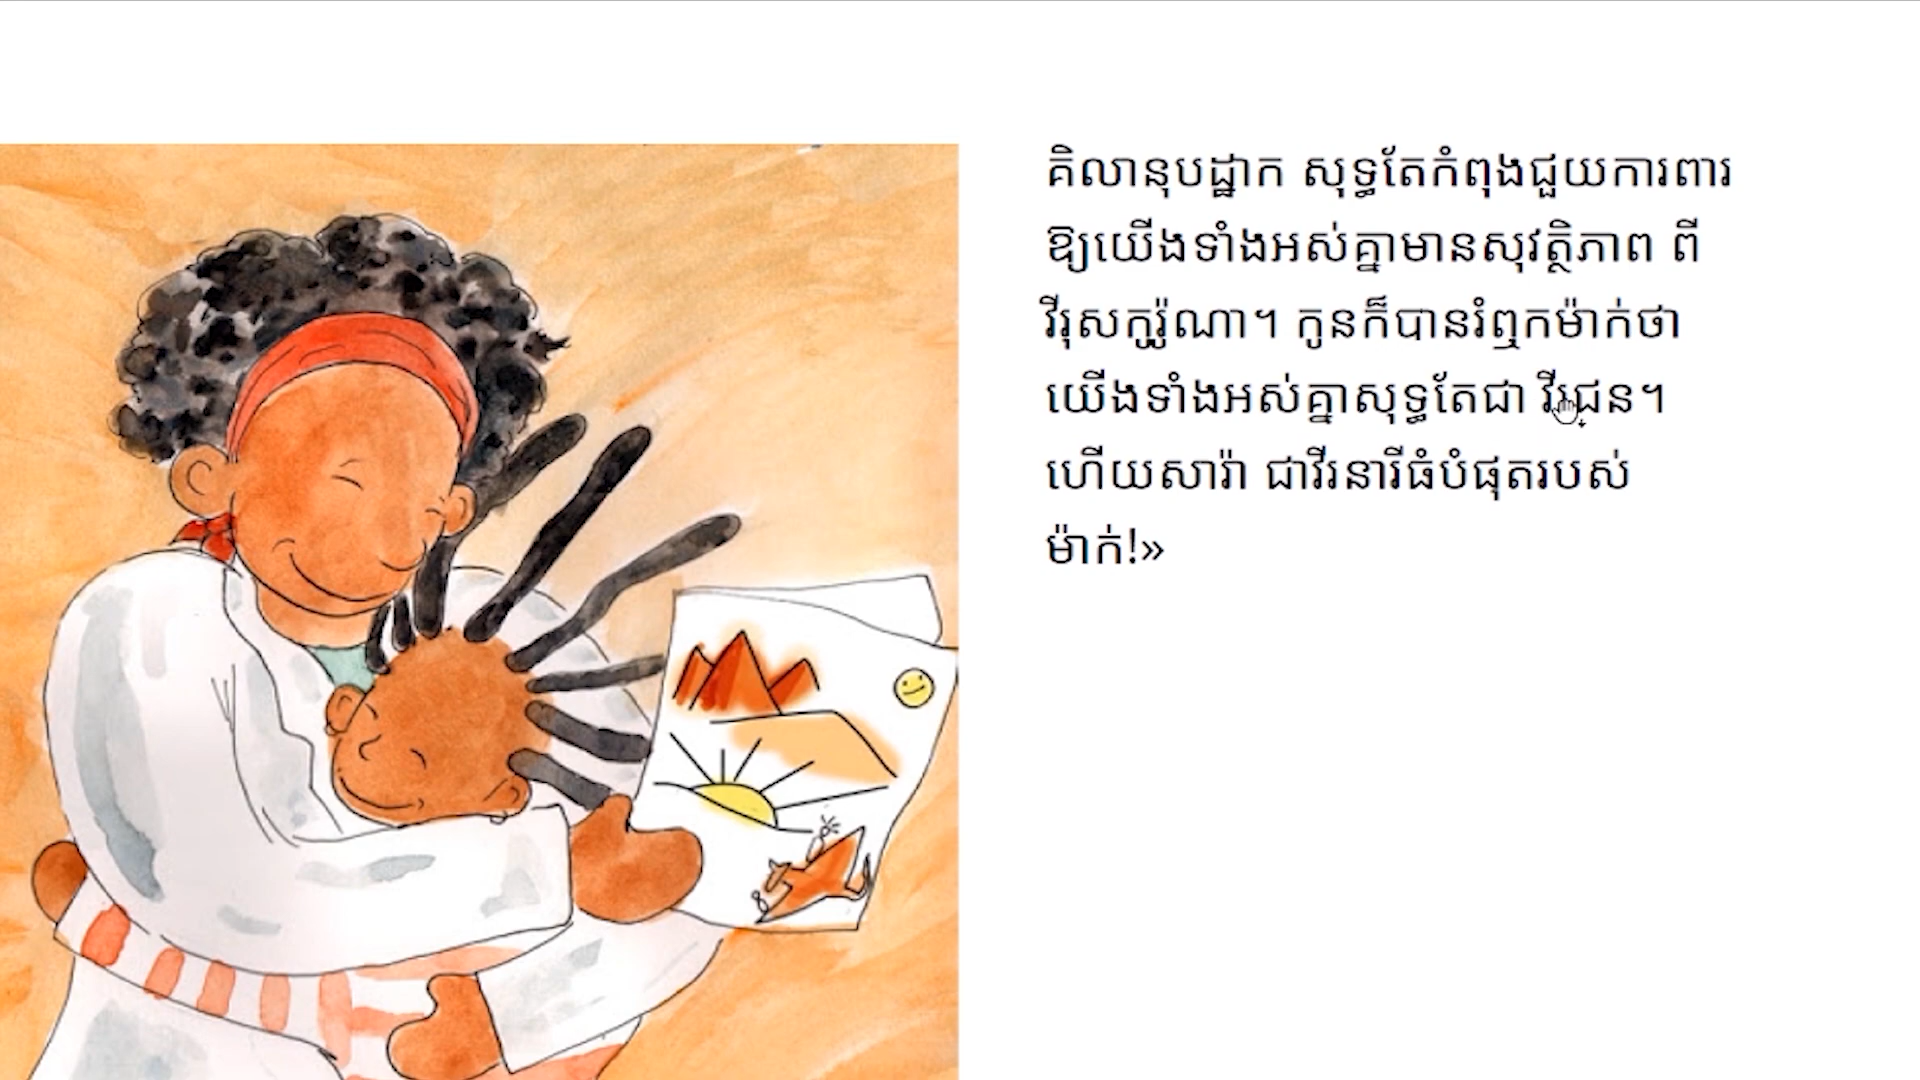 គិលានុបដ្ឋាក សុទ្ធតែកំពុងជួយការពារ
ឱ្យយើងទាំងអស់គ្នាមានសុវត្ថិភាព ពី
វីរុសកូរ៉ូណា។ កូនក៏បានរំឮកម៉ាក់ថា
យើងទាំងអស់គ្នាសុទ្ធតែជា វីរជន។
ហើយសារ៉ា ជាវីរនារីធំបំផុតរបស់
ម៉ាក់!»